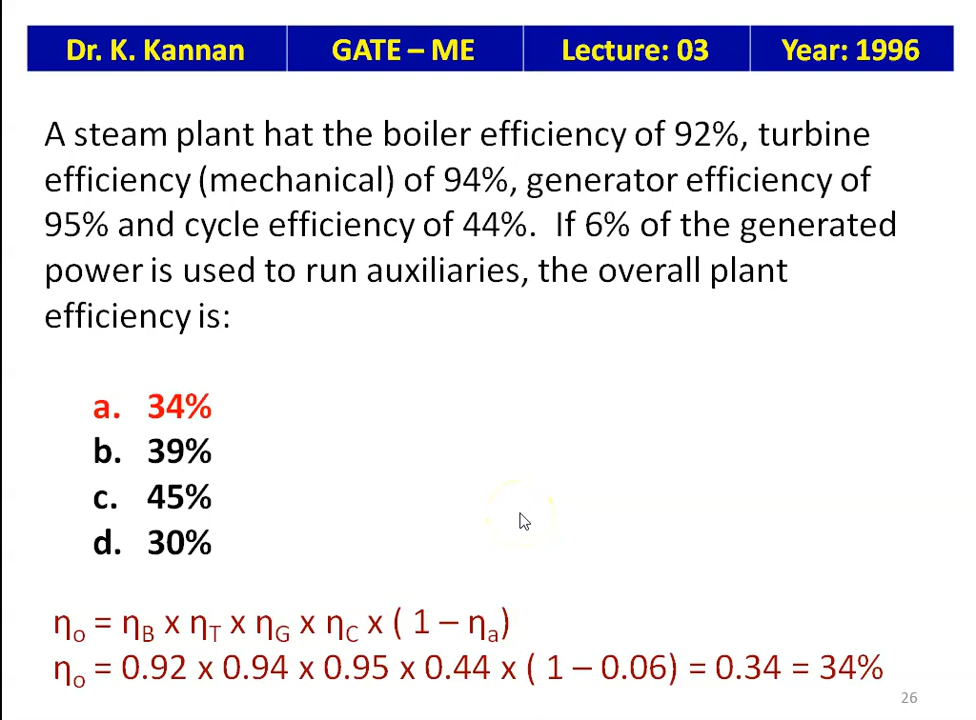 Dr. K. Kannan GATE – ME Lecture: 03 Year: 1996
A steam plant hat the boiler efficiency of 92%, turbine
efficiency (mechanical) of 94%, generator efficiency of
95% and cycle efficiency of 44%. If 6% of the generated
power is used to run auxiliaries, the overall plant
efficiency is:
a. 34%
b. 39%
c. 45%
d. 30%
ηo = ηB x ηT x ηG x ηC x ( 1 – ηa)
ηo = 0.92 x 0.94 x 0.95 x 0.44 x ( 1 – 0.06) = 0.34 = 34%
26